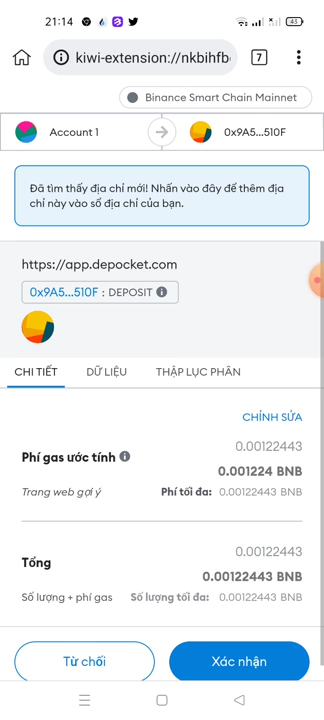 21:14
43
kiwi-extension://nkbihfb
7
Binance Smart Chain Mainnet
Account 1
0x9A5...510F
Đã tìm thấy địa chỉ mới! Nhấn vào đây để thêm địa
chỉ này vào sổ địa chỉ của bạn.
https://app.depocket.com
0x9A5...510F : DEPOSIT
CHI TIẾT
DỮ LIỆU
THẬP LỤC PHÂN
CHỈNH SỬA
0.00122443
Phí gas ước tính
0.001224 BNB
Trang web gợi ý
Phí tối đa: 0.00122443 BNB
0.00122443
Tổng
0.00122443 BNB
Số lượng + phí gas
Số lượng tối đa: 0.00122443 BNB
Từ chối
Xác nhận